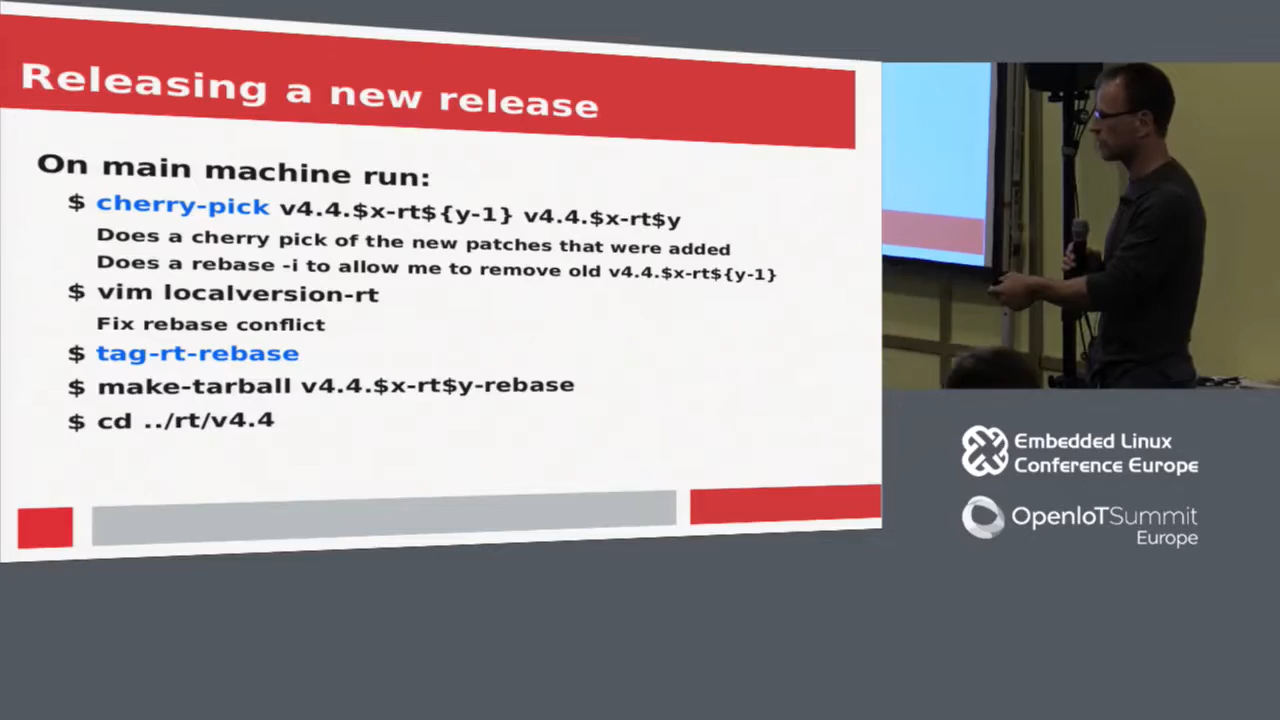 Releasing a new release
On main machine run:
$ cherry-pick v4.4.$x-rt${y-1} v4.4.$x-rt$y
Does a cherry pick of the new patches that were added
Does a rebase -i to allow me to remove old v4.4.$x-rt${y-1}
$ vim localversion-rt
Fix rebase conflict
$ tag-rt-rebase
$ make-tarball v4.4.$x-rt$y-rebase
$ cd ../rt/v4.4
Embedded Linux
Conference Europe
OpenIoTSummit
Europe